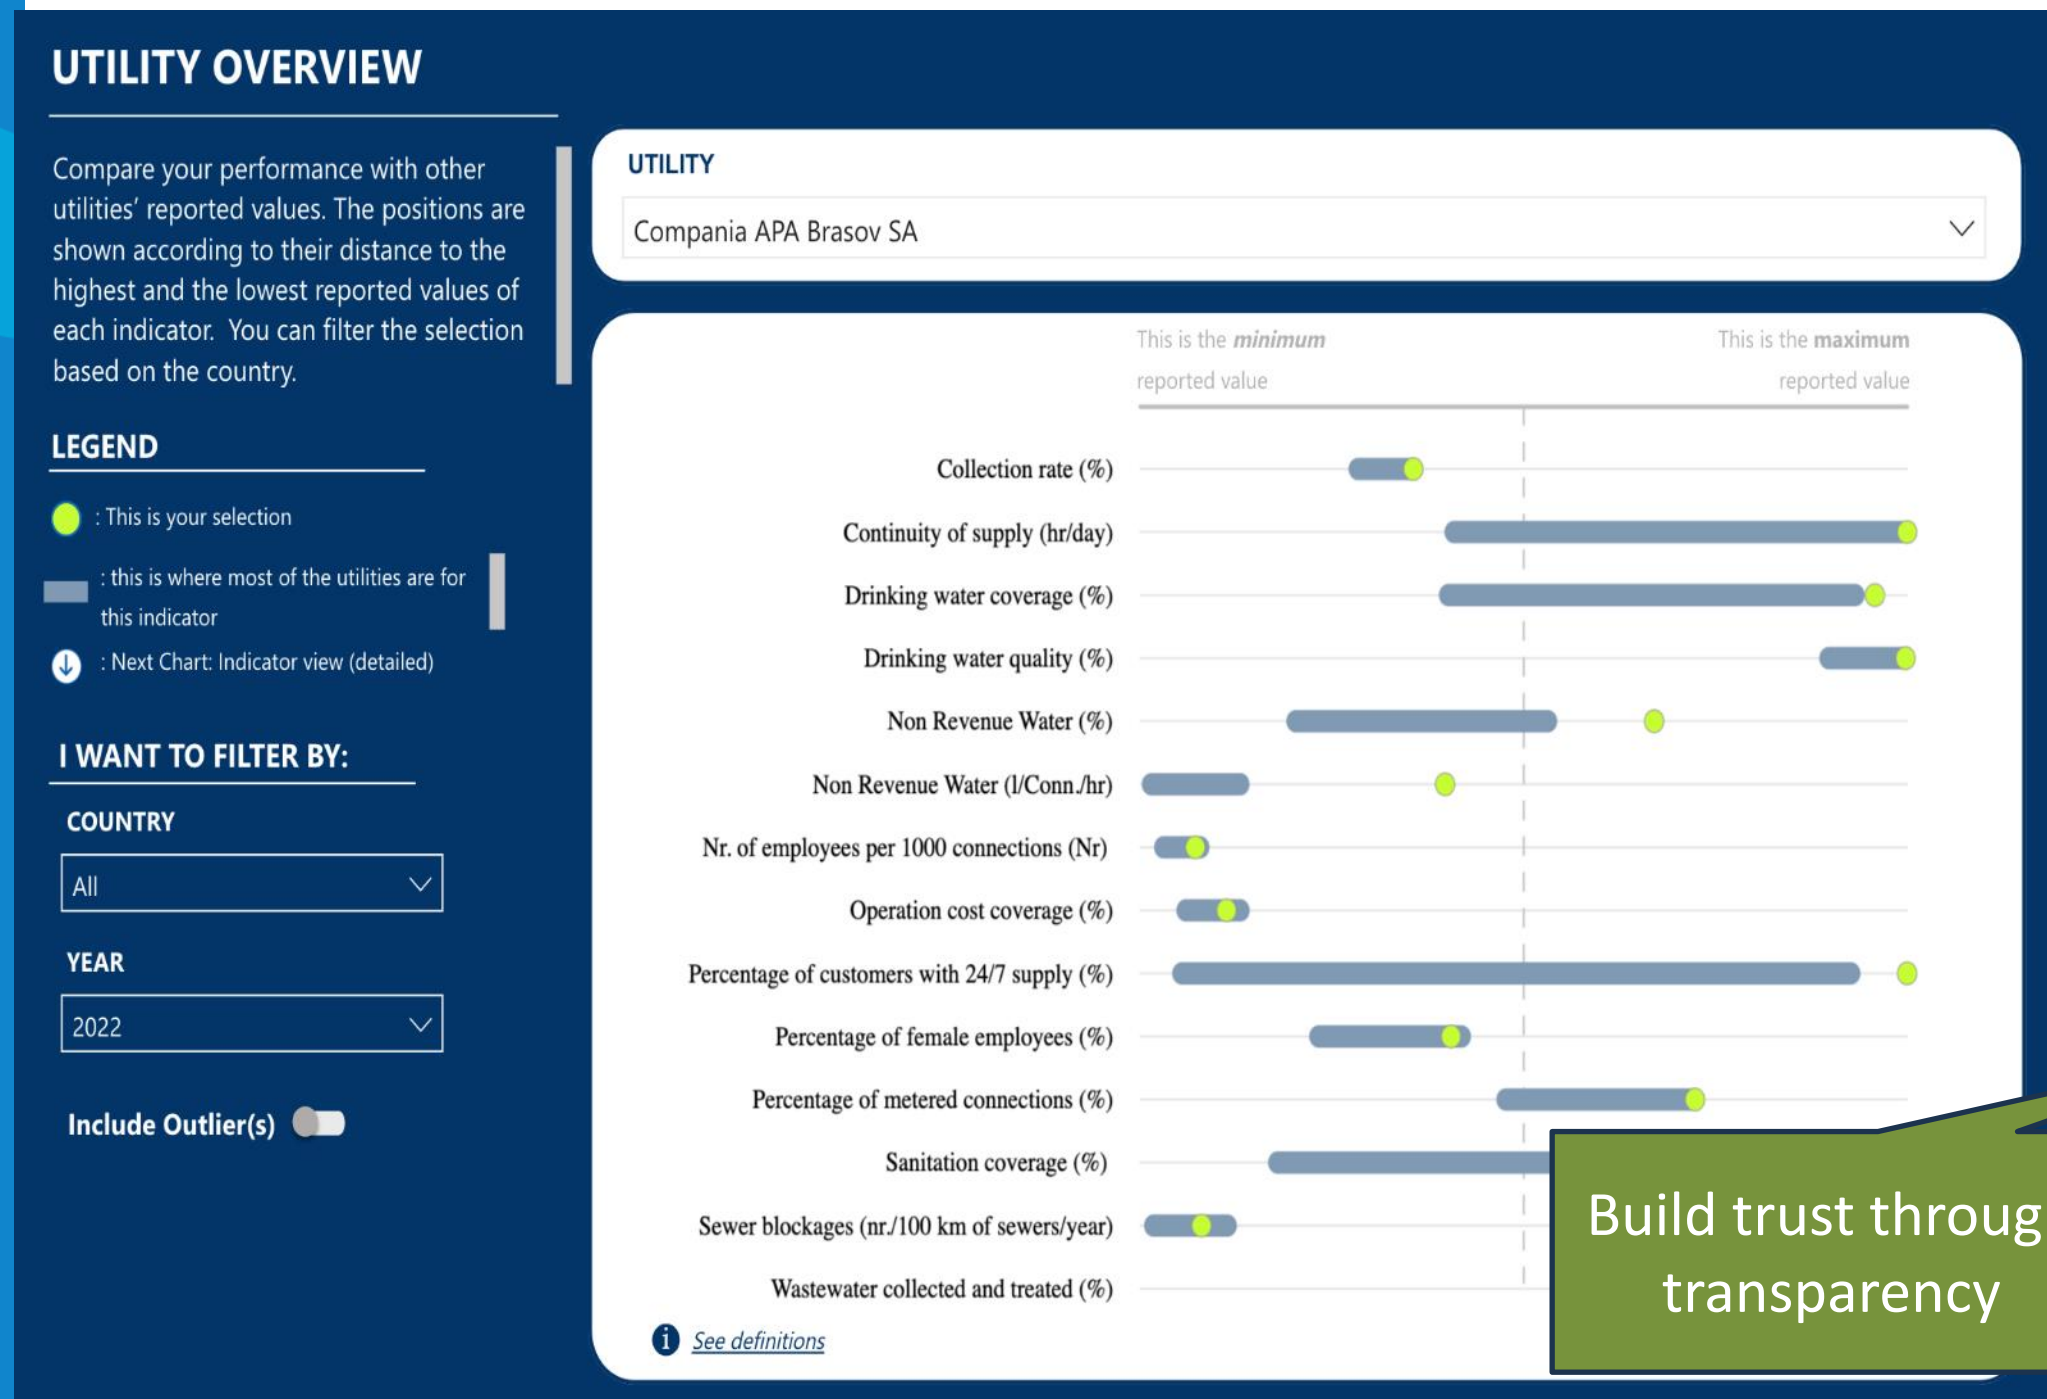 UTILITY OVERVIEW
Compare your performance with other
utilities' reported values. The positions are
shown according to their distance to the
highest and the lowest reported values of
each indicator.  You can filter the selection
based on the country.
LEGEND
: This is your selection
: this is where most of the utilities are for
this indicator
: Next Chart: Indicator view (detailed)
I WANT TO FILTER BY:
COUNTRY
All
YEAR
2022
Include Outlier(s)
UTILITY
Compania APA Brasov SA
This is the minimum
reported value
This is the maximum
reported value
Collection rate (%)
Continuity of supply (hr/day)
Drinking water coverage (%)
Drinking water quality (%)
Non Revenue Water (%)
Non Revenue Water (l/Conn./hr)
Nr. of employees per 1000 connections (Nr)
Operation cost coverage (%)
Percentage of customers with 24/7 supply (%)
Percentage of female employees (%)
Percentage of metered connections (%)
Sanitation coverage (%)
Sewer blockages (nr./100 km of sewers/year)
Wastewater collected and treated (%)
i See definitions
Build trust throug
transparency